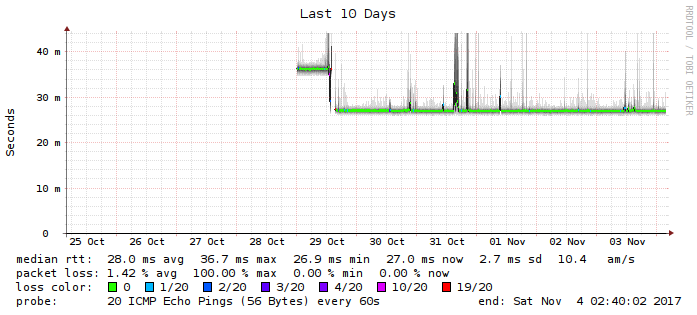 Last 10 Days
RRDTOOL / TOBI OETIKER
Seconds
40 m
30 m
20 m
10 m
0
25 Oct 26 Oct 27 Oct 28 Oct 29 Oct 30 Oct 31 Oct 01 Nov 02 Nov 03 Nov
median rtt: 28.0 ms avg 36.7 ms max 26.9 ms min 27.0 ms now 2.7 ms sd 10.4 am/s
packet loss: 1.42 % avg 100.00 % max 0.00 % min 0.00 % now
loss color: 0 1/20 2/20 3/20 4/20 10/20 19/20
probe: 20 ICMP Echo Pings (56 Bytes) every 60s end: Sat Nov 4 02:40:02 2017